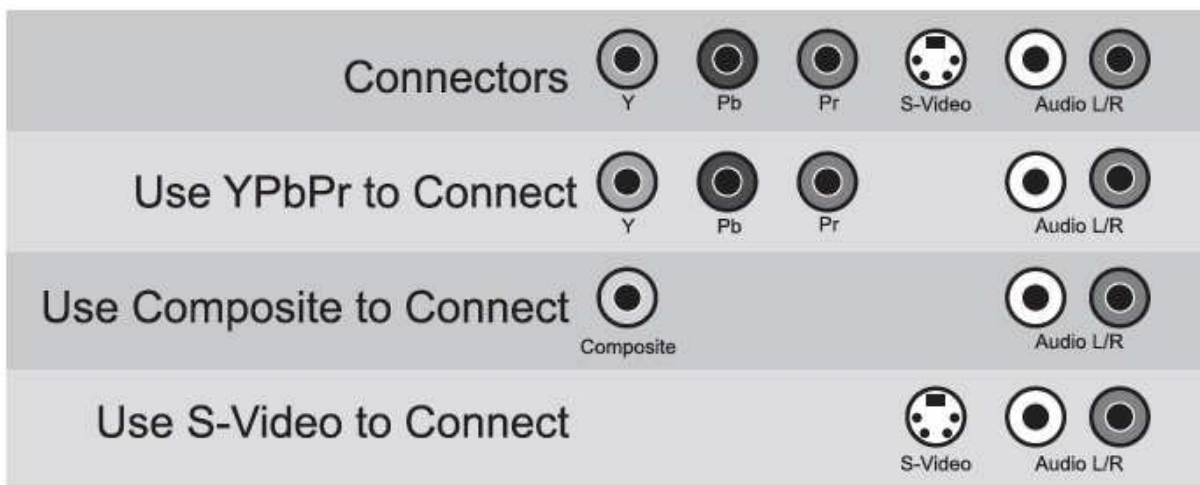 Connectors
Y Pb Pr S-Video Audio L/R
Use YPbPr to Connect
Y Pb Pr Audio L/R
Use Composite to Connect
Composite Audio L/R
Use S-Video to Connect
S-Video Audio L/R